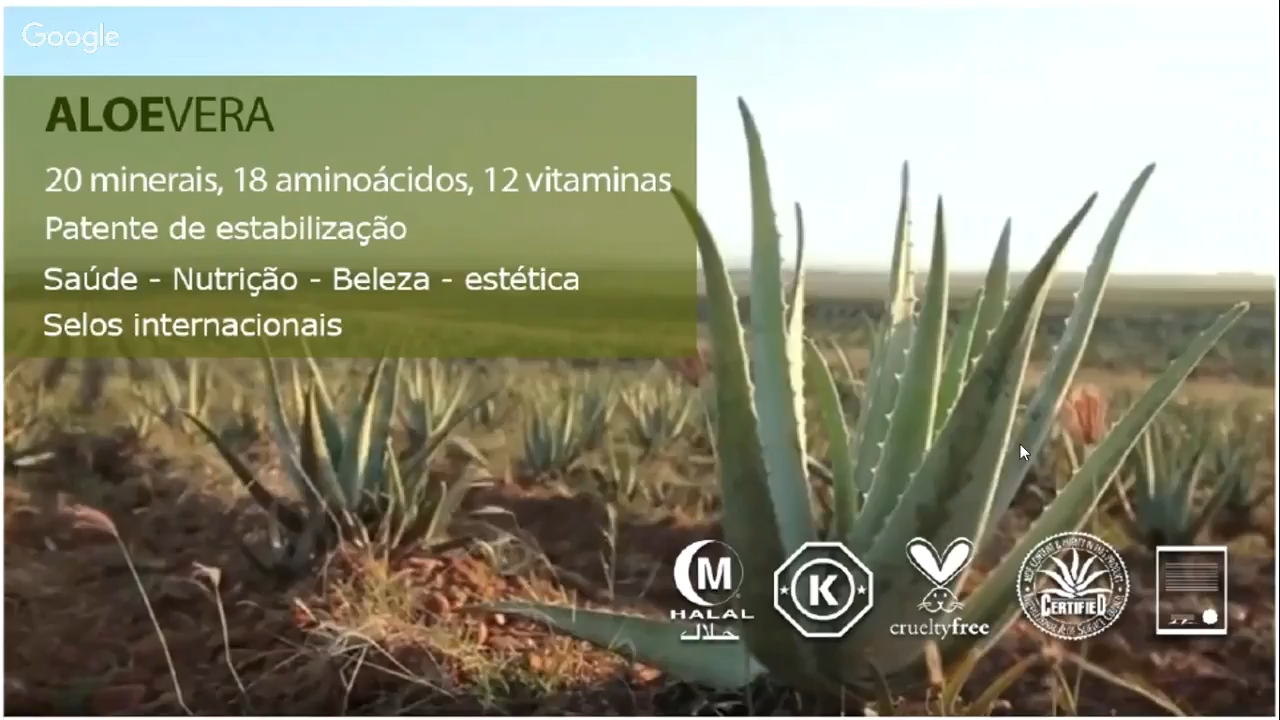 Google
ALOEVERA
20 minerais, 18 aminoácidos, 12 vitaminas
Patente de estabilização
Saúde - Nutrição - Beleza - estética
Selos internacionais
M
HALAL
حلال
K
crueltyfree
CERTIFIED